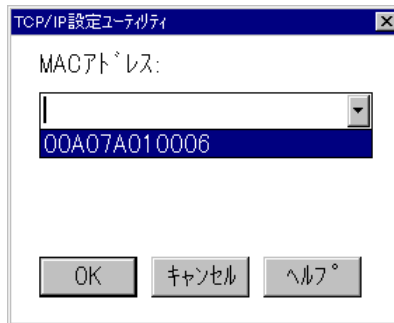 TCP/IP設定ﾕｰﾃｨﾘﾃｨ
MACｱﾄﾞﾚｽ:
00A07A010006
OK
ｷｬﾝｾﾙ
ﾍﾙﾌﾟ